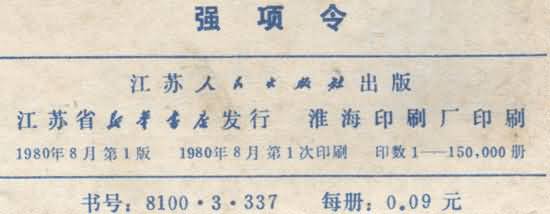 强项令
江苏人民出版社出版
江苏省新华书店发行 淮海印刷厂印刷
1980年8月第1版 1980年8月第1次印刷 印数1——150,000册
书号：8100·3·337 每册：0.09元